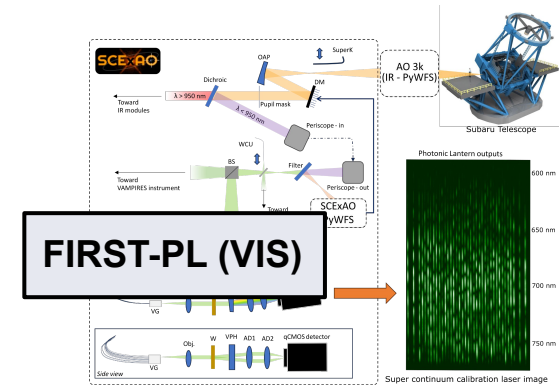 SCExAO
OAP
SuperK
AO 3k
(IR - PyWFS)
Subaru Telescope
Dichroic
DM
λ > 950 nm
Pupil mask
Toward
IR modules
λ < 950 nm
Periscope - in
WCU
BS
Filter
Toward
VAMPIRES instrument
Periscope - out
Toward
SCExAO
PyWFS
Photonic Lantern outputs
600 nm
650 nm
700 nm
750 nm
FIRST-PL (VIS)
VG
Obj.
W
VPH
AD1
AD2
qCMOS detector
VG
Side view
Super continuum calibration laser image